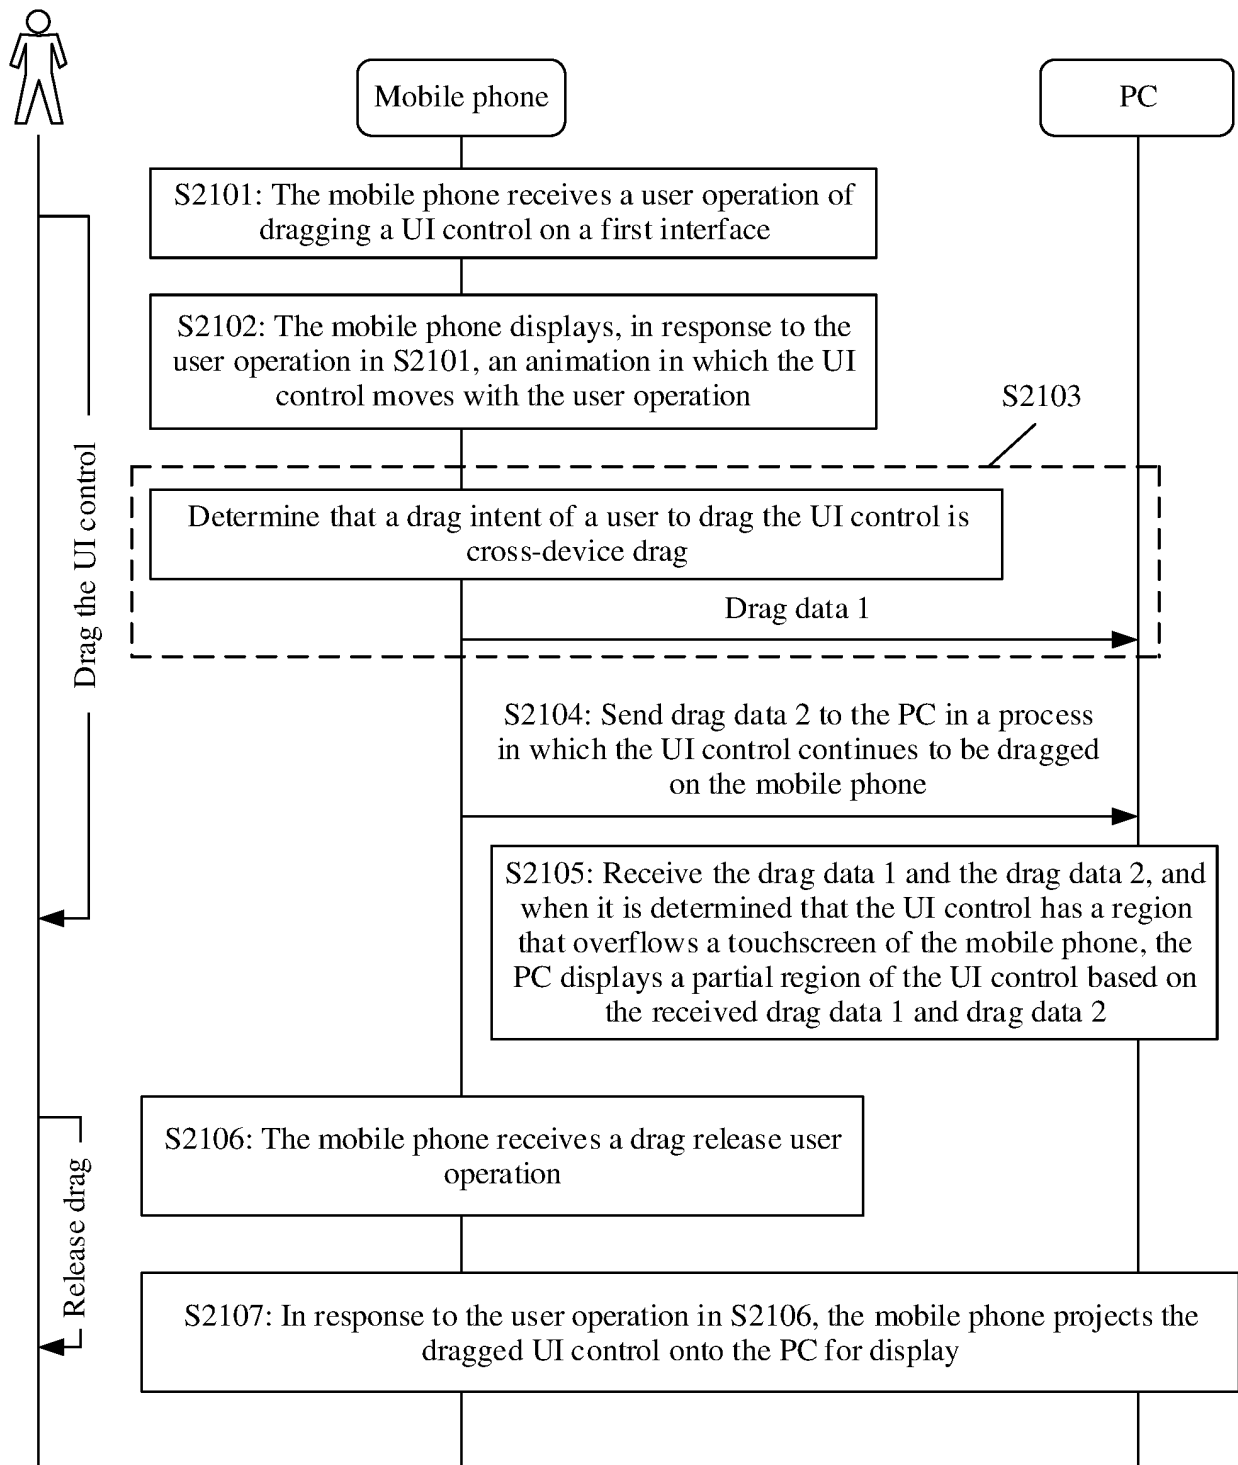 Mobile phone
PC
S2101: The mobile phone receives a user operation of
dragging a UI control on a first interface
S2102: The mobile phone displays, in response to the
user operation in S2101, an animation in which the UI
control moves with the user operation
S2103
Drag the UI control
Determine that a drag intent of a user to drag the UI control is
cross-device drag
Drag data 1
S2104: Send drag data 2 to the PC in a process
in which the UI control continues to be dragged
on the mobile phone
S2105: Receive the drag data 1 and the drag data 2, and
when it is determined that the UI control has a region
that overflows a touchscreen of the mobile phone, the
PC displays a partial region of the UI control based on
the received drag data 1 and drag data 2
S2106: The mobile phone receives a drag release user
operation
Release drag
S2107: In response to the user operation in S2106, the mobile phone projects the
dragged UI control onto the PC for display